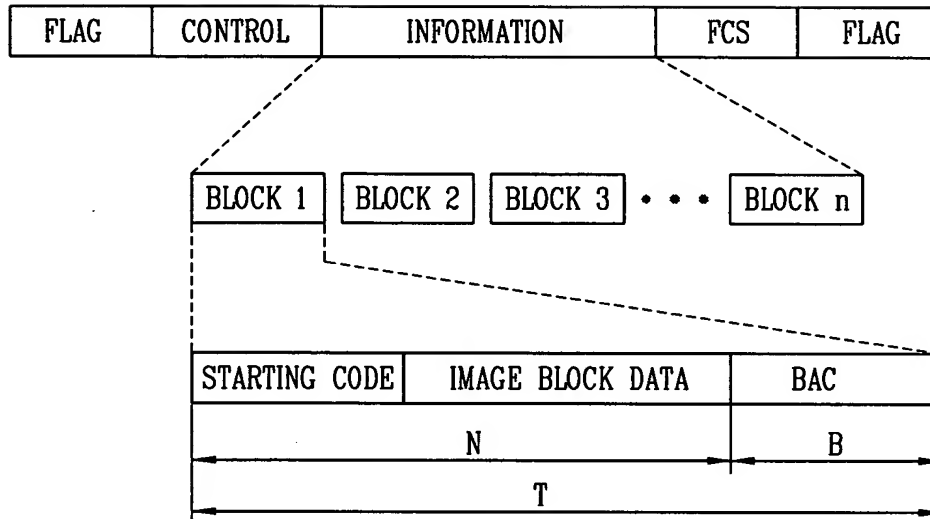 FLAG CONTROL INFORMATION FCS FLAG
BLOCK 1 BLOCK 2 BLOCK 3 • • • BLOCK n
STARTING CODE IMAGE BLOCK DATA BAC
N B
T